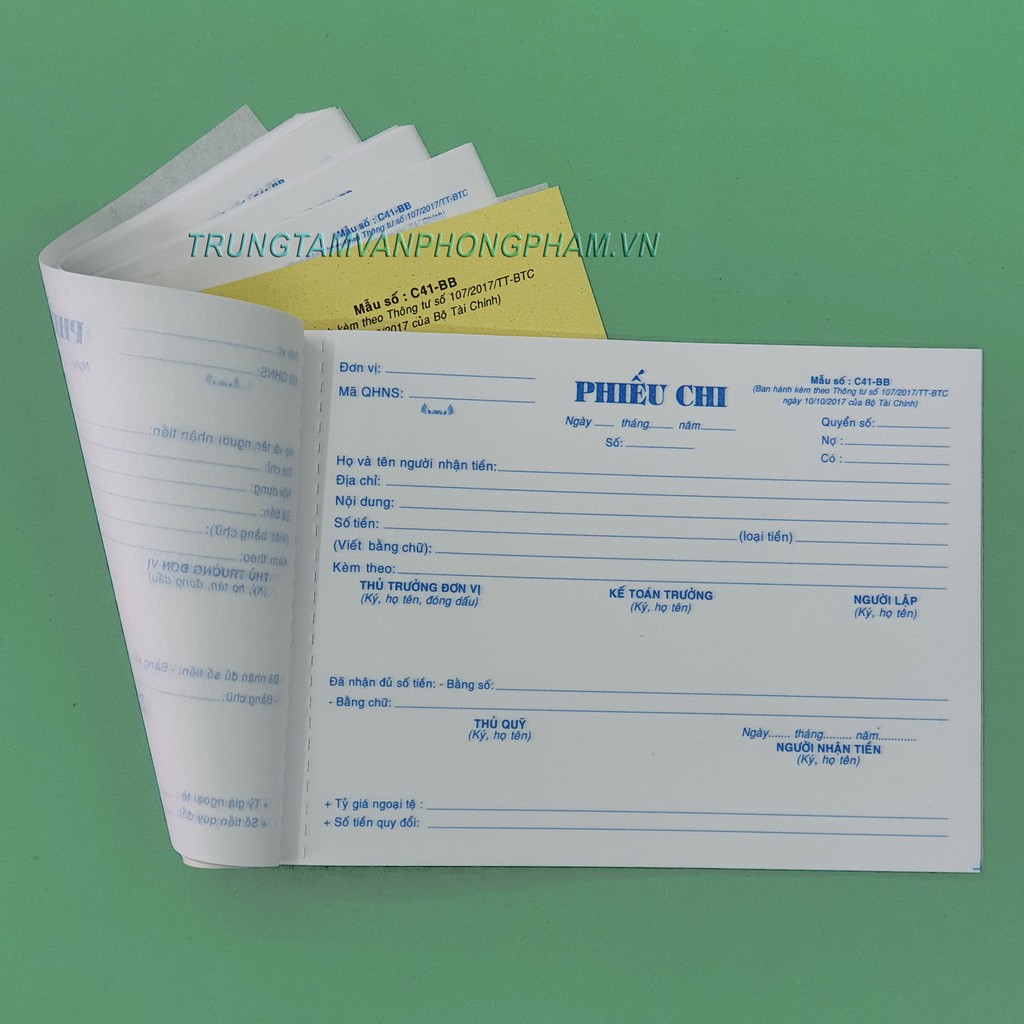 Mẫu số : C41-BB
TRUNGTAMVANPHONGPHAM.VN
Mẫu số : C41-BB
kèm theo Thông tư số 107/2017/TT-BTC
/2017 của Bộ Tài Chính)
Đơn vị:
Mã QHNS:
PHIẾU CHI
Ngày tháng năm
Số:
Mẫu số : C41-BB
(Ban hành kèm theo Thông tư số 107/2017/TT-BTC
ngày 10/10/2017 của Bộ Tài Chính)
Quyển số:
Nợ :
Có :
Họ và tên người nhận tiền:
Địa chỉ:
Nội dung:
Số tiền: (loại tiền)
(Viết bằng chữ):
Kèm theo:
THỦ TRƯỞNG ĐƠN VỊ
(Ký, họ tên, đóng dấu)
KẾ TOÁN TRƯỞNG
(Ký, họ tên)
NGƯỜI LẬP
(Ký, họ tên)
Đã nhận đủ số tiền: - Bằng số:
- Bằng chữ:
THỦ QUỸ
(Ký, họ tên)
Ngày....... tháng......... năm............
NGƯỜI NHẬN TIỀN
(Ký, họ tên)
+ Tỷ giá ngoại tệ :
+ Số tiền quy đổi: